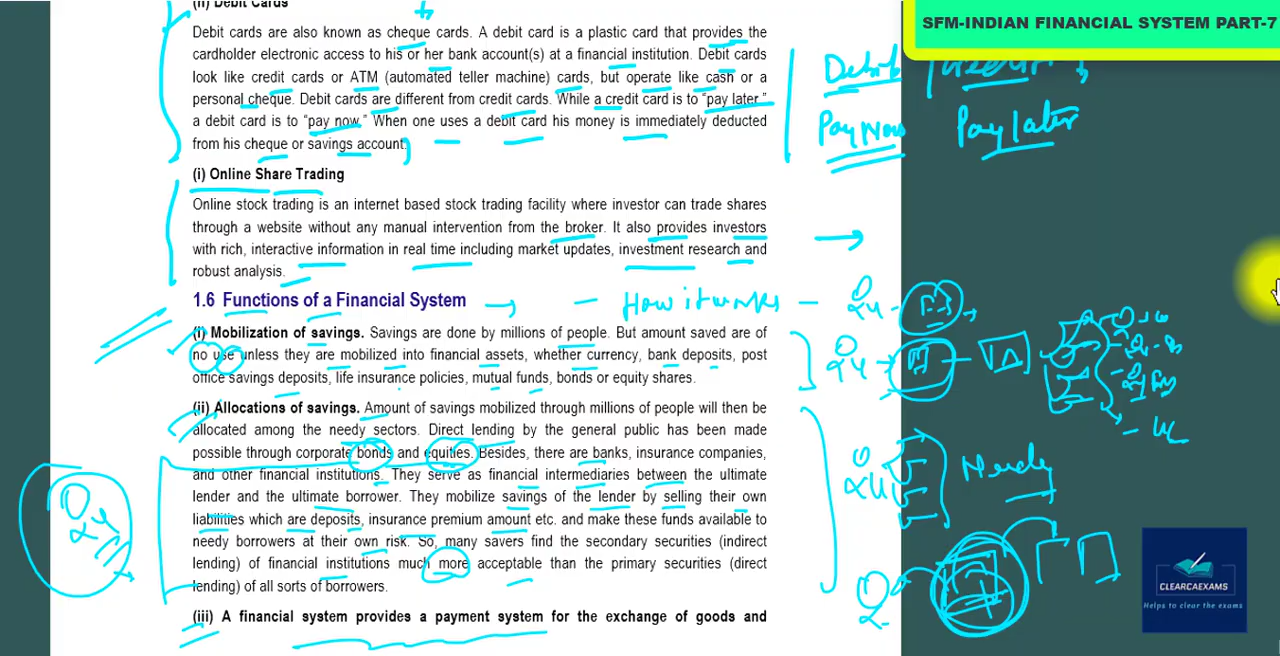 (ii) Debit Cards
SFM-INDIAN FINANCIAL SYSTEM PART-7
Debit cards are also known as cheque cards. A debit card is a plastic card that provides the
cardholder electronic access to his or her bank account(s) at a financial institution. Debit cards
look like credit cards or ATM (automated teller machine) cards, but operate like cash or a
personal cheque. Debit cards are different from credit cards. While a credit card is to "pay later,"
a debit card is to "pay now." When one uses a debit card his money is immediately deducted
from his cheque or savings account.
Debit
Pay Now
Pay later
(i) Online Share Trading
Online stock trading is an internet based stock trading facility where investor can trade shares
through a website without any manual intervention from the broker. It also provides investors
with rich, interactive information in real time including market updates, investment research and
robust analysis.
1.6 Functions of a Financial System
How it works
(i) Mobilization of savings. Savings are done by millions of people. But amount saved are of
no use unless they are mobilized into financial assets, whether currency, bank deposits, post
office savings deposits, life insurance policies, mutual funds, bonds or equity shares.
(ii) Allocations of savings. Amount of savings mobilized through millions of people will then be
allocated among the needy sectors. Direct lending by the general public has been made
possible through corporate bonds and equities. Besides, there are banks, insurance companies,
and other financial institutions. They serve as financial intermediaries between the ultimate
lender and the ultimate borrower. They mobilize savings of the lender by selling their own
liabilities which are deposits, insurance premium amount etc. and make these funds available to
needy borrowers at their own risk. So, many savers find the secondary securities (indirect
lending) of financial institutions much more acceptable than the primary securities (direct
lending) of all sorts of borrowers.
Needy
(iii) A financial system provides a payment system for the exchange of goods and
CLEARCAEXAMS
Helps to clear the exams